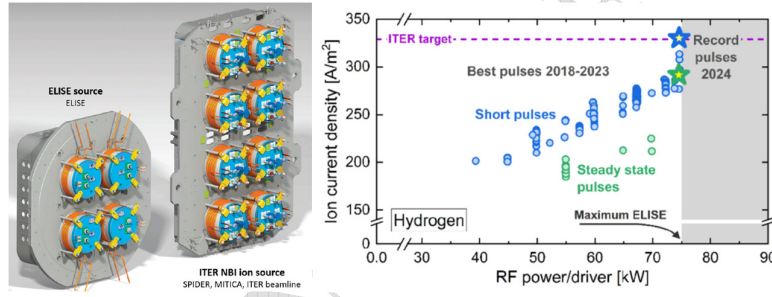 ELISE source
ELISE
ITER NBI ion source
SPIDER, MITICA, ITER beamline
Ion current density [A/m²]
350
300
250
200
150
0
ITER target
Record
pulses
2024
Best pulses 2018-2023
Short pulses
Steady state
pulses
Maximum ELISE
Hydrogen
0.0
30
40
50
60
70
80
90
RF power/driver [kW]